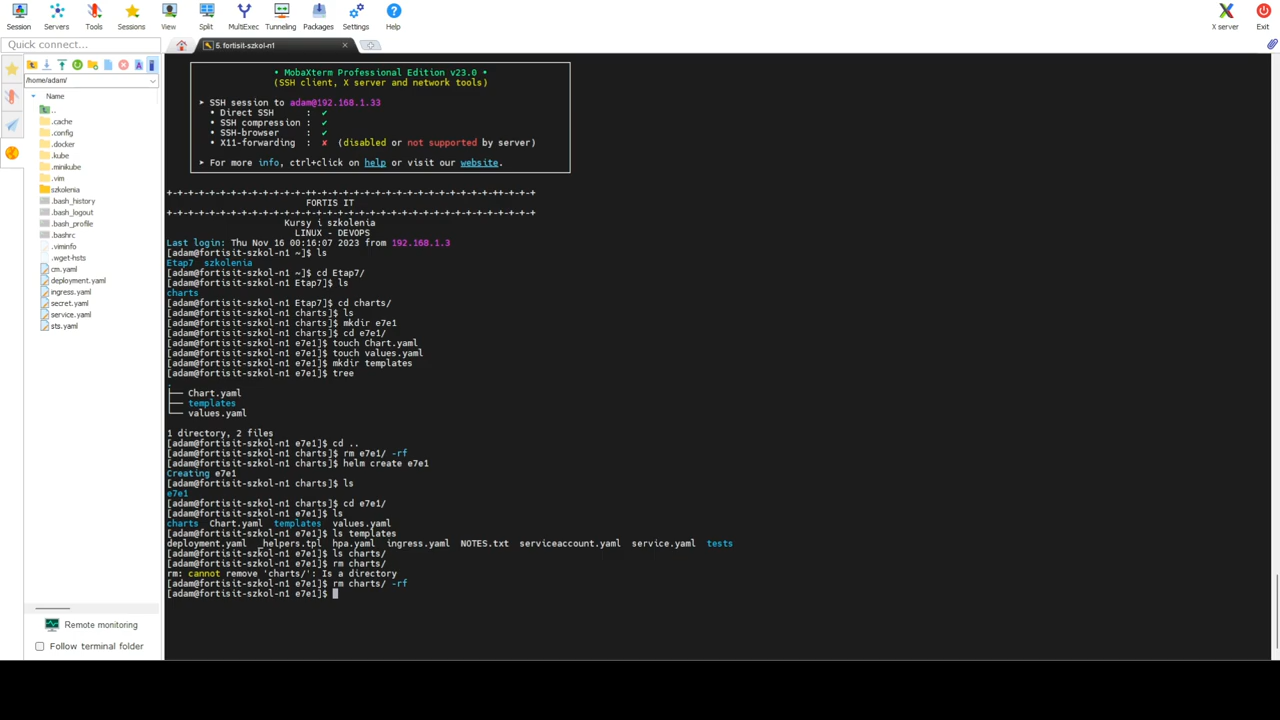 Session Servers Tools Sessions View Split MultiExec Tunneling Packages Settings Help X server Exit
Quick connect...
5. fortisit-szkol-n1
/home/adam/
Name
..
.cache
.config
.docker
.kube
.minikube
.vim
szkolenia
.bash_history
.bash_logout
.bash_profile
.bashrc
.viminfo
.wget-hsts
cm.yaml
deployment.yaml
ingress.yaml
secret.yaml
service.yaml
sts.yaml
Remote monitoring
Follow terminal folder
• MobaXterm Professional Edition v23.0 •
(SSH client, X server and network tools)
➤ SSH session to adam@192.168.1.33
• Direct SSH : ✔
• SSH compression : ✔
• SSH-browser : ✔
• X11-forwarding : ✘ (disabled or not supported by server)
➤ For more info, ctrl+click on help or visit our website.
+-+-+-+-+-+-+-+-+-+-+-+-+-++-+-+-+-+-+-+-+-+-+-+-+-+-+-++-+-+-+-+-+
FORTIS IT
+-+-+-+-+-+-+-+-+-+-+-+-+-+-+-+-+-+-+-+-+-+-+-+-+-+-+-+-+-+-+-+-+-+
Kursy i szkolenia
LINUX - DEVOPS
Last login: Thu Nov 16 00:16:07 2023 from 192.168.1.3
[adam@fortisit-szkol-n1 ~]$ ls
Etap7 szkolenia
[adam@fortisit-szkol-n1 ~]$ cd Etap7/
[adam@fortisit-szkol-n1 Etap7]$ ls
charts
[adam@fortisit-szkol-n1 Etap7]$ cd charts/
[adam@fortisit-szkol-n1 charts]$ ls
[adam@fortisit-szkol-n1 charts]$ mkdir e7e1
[adam@fortisit-szkol-n1 charts]$ cd e7e1/
[adam@fortisit-szkol-n1 e7e1]$ touch Chart.yaml
[adam@fortisit-szkol-n1 e7e1]$ touch values.yaml
[adam@fortisit-szkol-n1 e7e1]$ mkdir templates
[adam@fortisit-szkol-n1 e7e1]$ tree
.
├── Chart.yaml
├── templates
└── values.yaml
1 directory, 2 files
[adam@fortisit-szkol-n1 e7e1]$ cd ..
[adam@fortisit-szkol-n1 charts]$ rm e7e1/ -rf
[adam@fortisit-szkol-n1 charts]$ helm create e7e1
Creating e7e1
[adam@fortisit-szkol-n1 charts]$ ls
e7e1
[adam@fortisit-szkol-n1 charts]$ cd e7e1/
[adam@fortisit-szkol-n1 e7e1]$ ls
charts Chart.yaml templates values.yaml
[adam@fortisit-szkol-n1 e7e1]$ ls templates
deployment.yaml _helpers.tpl hpa.yaml ingress.yaml NOTES.txt serviceaccount.yaml service.yaml tests
[adam@fortisit-szkol-n1 e7e1]$ ls charts/
[adam@fortisit-szkol-n1 e7e1]$ rm charts/
rm: cannot remove 'charts/': Is a directory
[adam@fortisit-szkol-n1 e7e1]$ rm charts/ -rf
[adam@fortisit-szkol-n1 e7e1]$